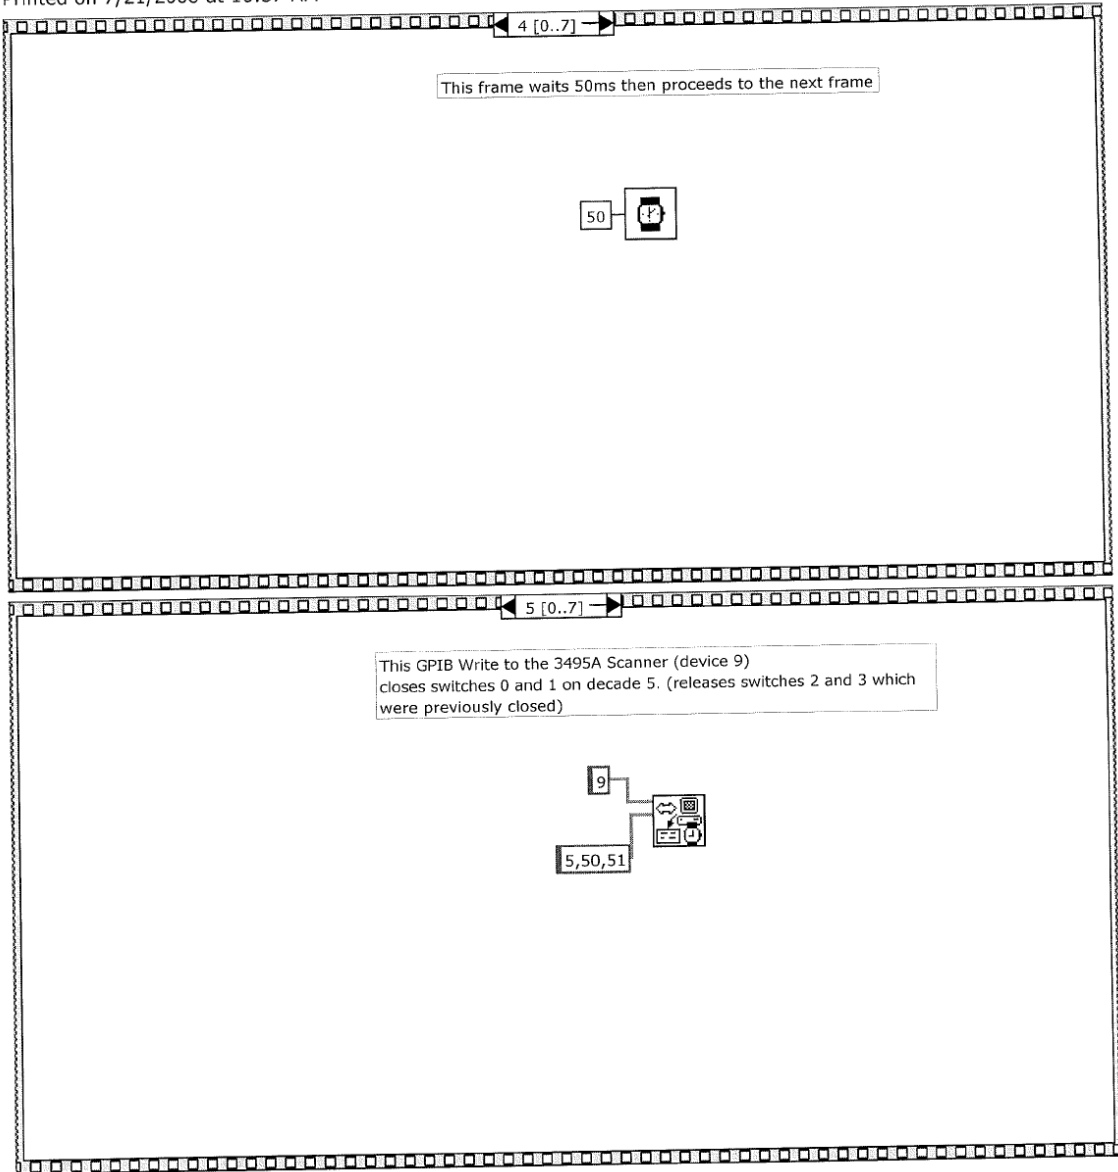 4 [0..7]
This frame waits 50ms then proceeds to the next frame
50
5 [0..7]
This GPIB Write to the 3495A Scanner (device 9)
closes switches 0 and 1 on decade 5. (releases switches 2 and 3 which
were previously closed)
9
5,50,51